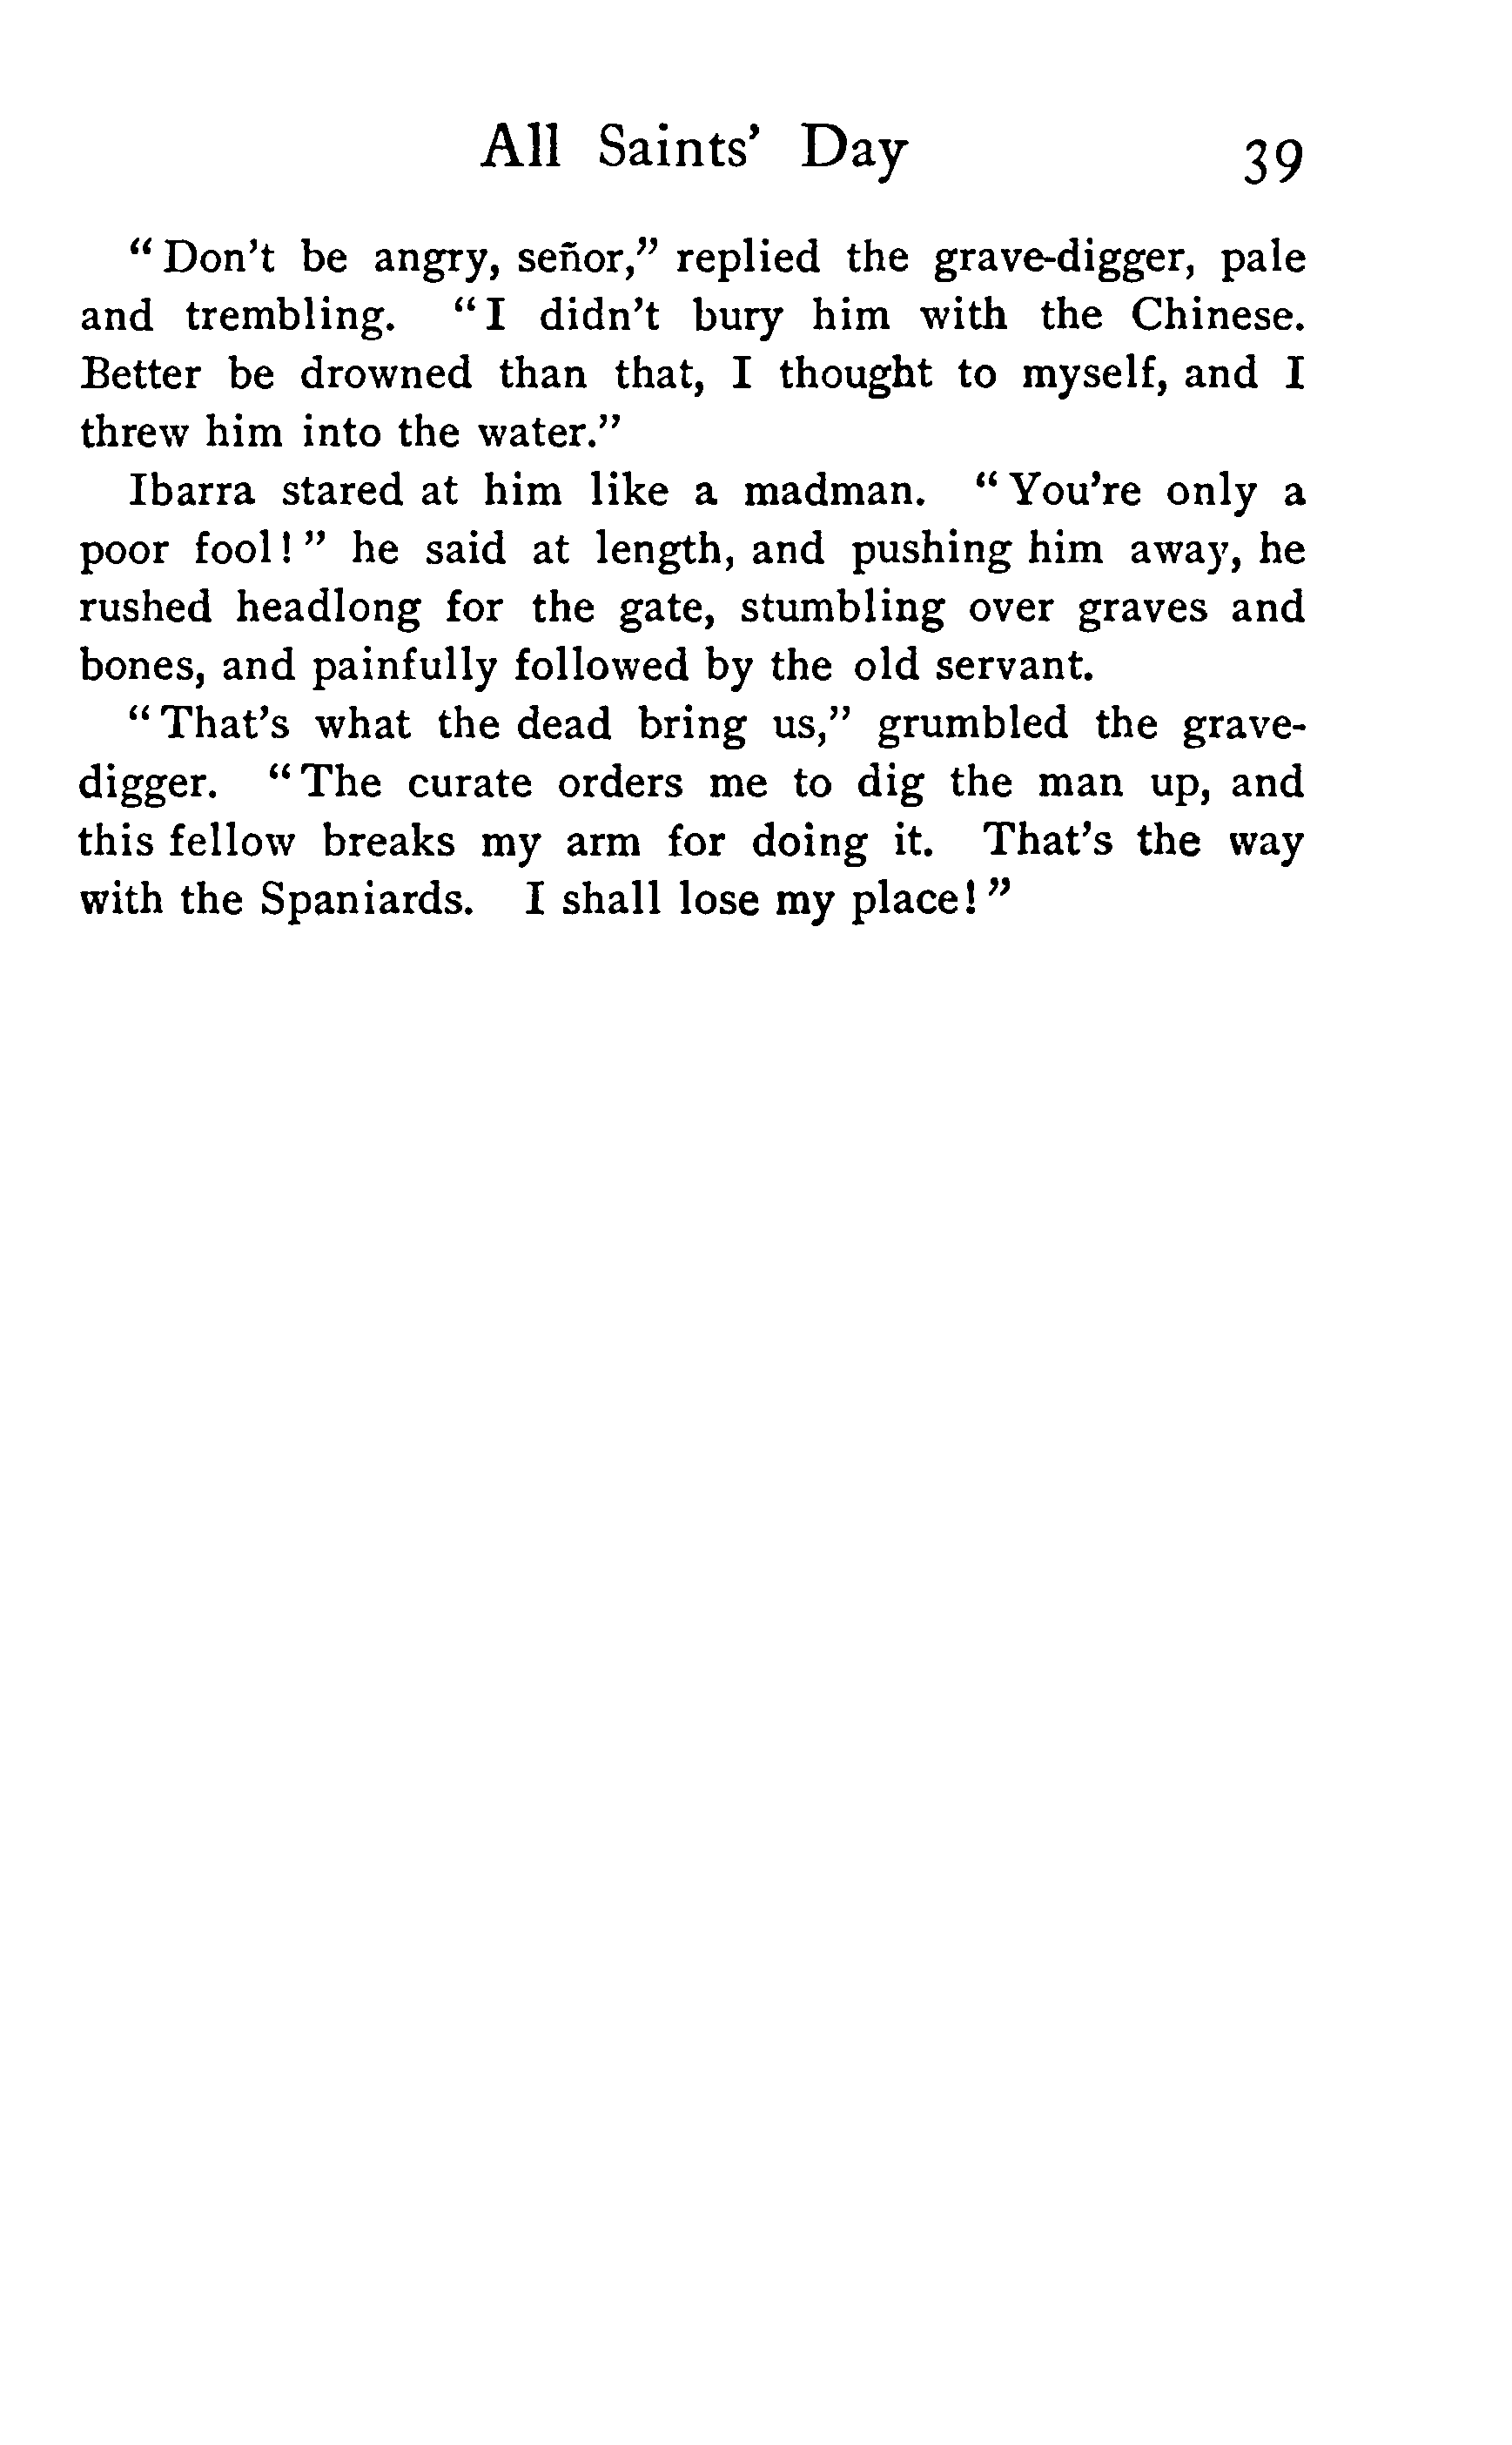 All Saints' Day 39
"Don't be angry, señor," replied the grave-digger, pale
and trembling. "I didn't bury him with the Chinese.
Better be drowned than that, I thought to myself, and I
threw him into the water."
Ibarra stared at him like a madman. "You're only a
poor fool!" he said at length, and pushing him away, he
rushed headlong for the gate, stumbling over graves and
bones, and painfully followed by the old servant.
"That's what the dead bring us," grumbled the grave-
digger. "The curate orders me to dig the man up, and
this fellow breaks my arm for doing it. That's the way
with the Spaniards. I shall lose my place!"